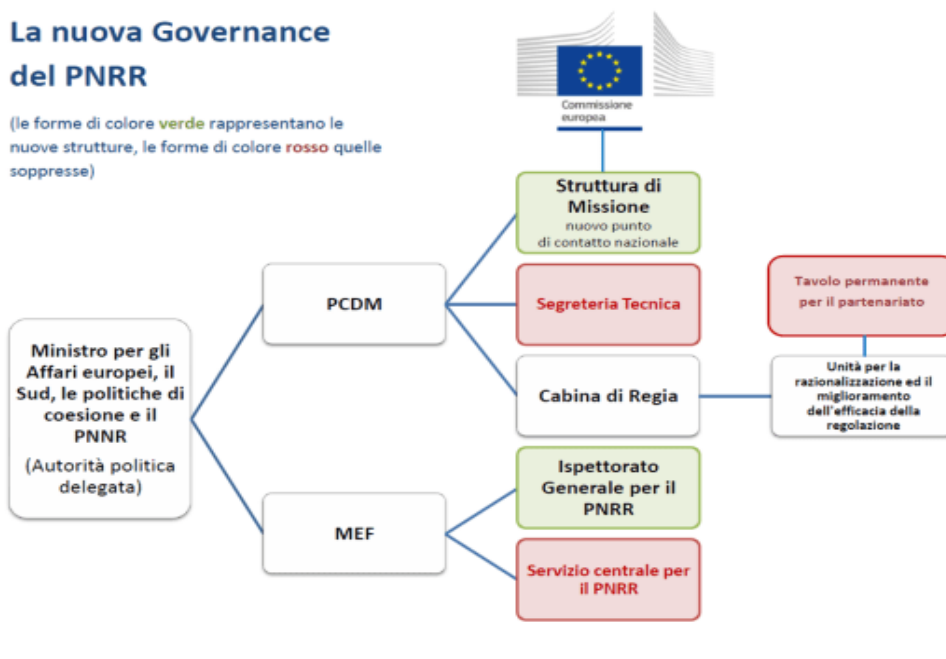 La nuova Governance
del PNRR
(le forme di colore verde rappresentano le
nuove strutture, le forme di colore rosso quelle
soppresse)
Commissione
europea
Struttura di
Missione
nuovo punto
di contatto nazionale
PCDM
Segreteria Tecnica
Tavolo permanente
per il partenariato
Ministro per gli
Affari europei, il
Sud, le politiche di
coesione e il
PNNR
(Autorità politica
delegata)
Cabina di Regia
Unità per la
razionalizzazione ed il
miglioramento
dell'efficacia della
regolazione
MEF
Ispettorato
Generale per il
PNRR
Servizio centrale per
il PNRR